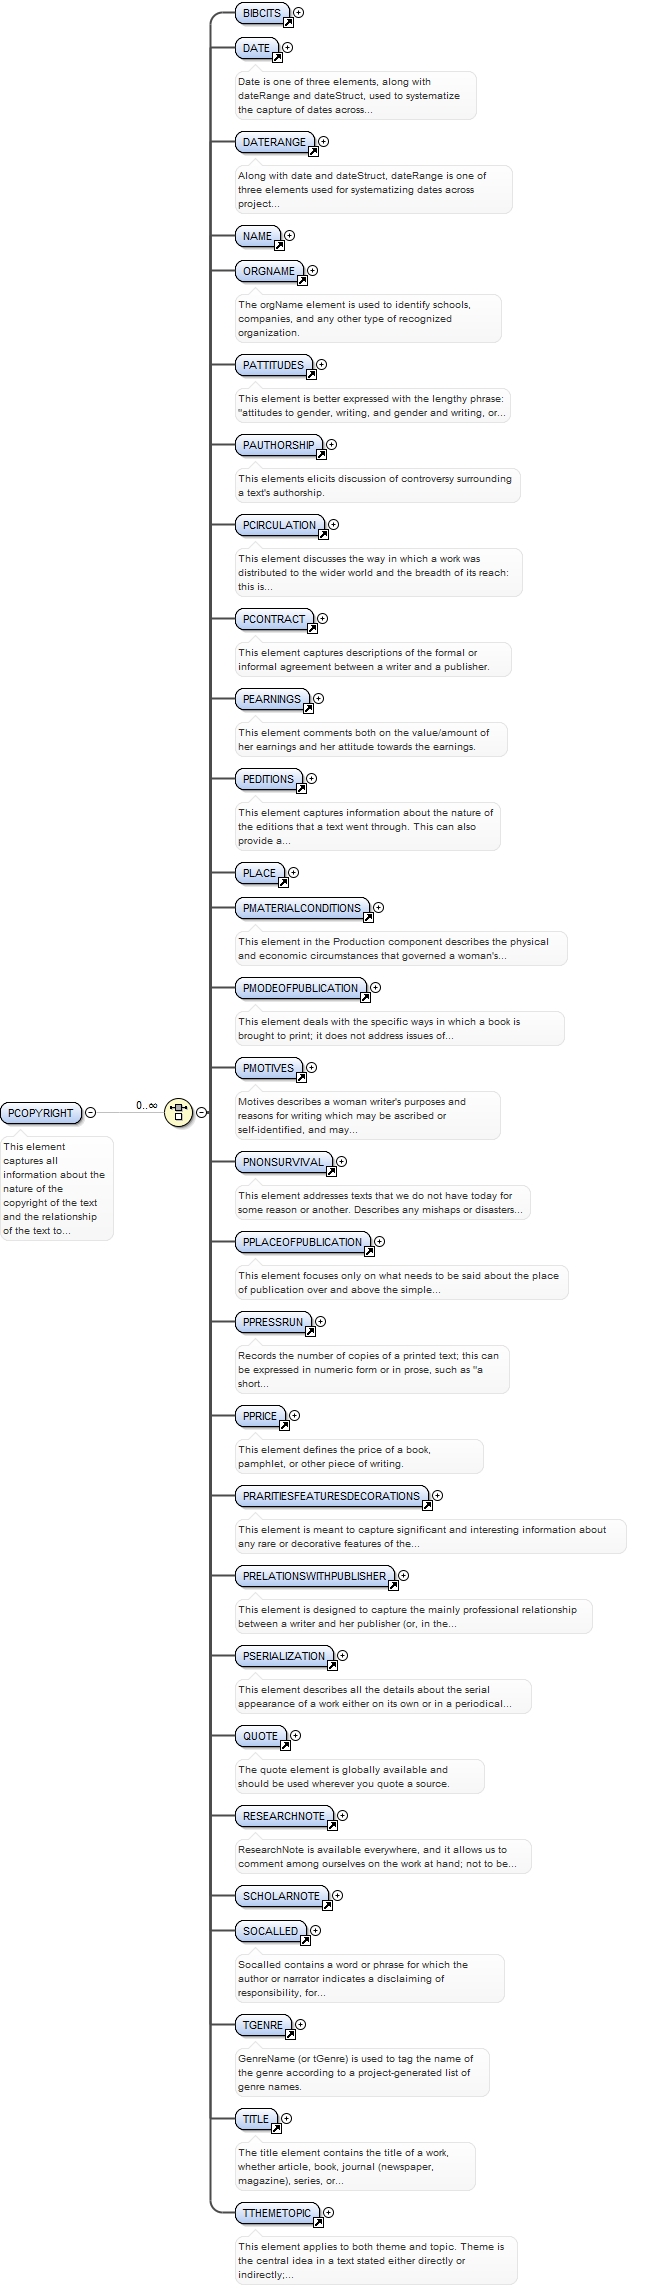 BIBCITS
DATE
Date is one of three elements, along with
dateRange and dateStruct, used to systematize
the capture of dates across...
DATERANGE
Along with date and dateStruct, dateRange is one of
three elements used for systematizing dates across
project...
NAME
ORGNAME
The orgName element is used to identify schools,
companies, and any other type of recognized
organization.
PATTITUDES
This element is better expressed with the lengthy phrase:
"attitudes to gender, writing, and gender and writing, or...
PAUTHORSHIP
This elements elicits discussion of controversy surrounding
a text's authorship.
PCIRCULATION
This element discusses the way in which a work was
distributed to the wider world and the breadth of its reach:
this is...
PCONTRACT
This element captures descriptions of the formal or
informal agreement between a writer and a publisher.
PEARNINGS
This element comments both on the value/amount of
her earnings and her attitude towards the earnings.
PEDITIONS
This element captures information about the nature of
the editions that a text went through. This can also
provide a...
PLACE
PMATERIALCONDITIONS
This element in the Production component describes the physical
and economic circumstances that governed a woman's...
PMODEOFPUBLICATION
This element deals with the specific ways in which a book is
brought to print; it does not address issues of...
PMOTIVES
Motives describes a woman writer's purposes and
reasons for writing which may be ascribed or
self-identified, and may...
PCOPYRIGHT
0..∞
This element
captures all
information about the
nature of the
copyright of the text
and the relationship
of the text to...
PNONSURVIVAL
This element addresses texts that we do not have today for
some reason or another. Describes any mishaps or disasters...
PPLACEOFPUBLICATION
This element focuses only on what needs to be said about the place
of publication over and above the simple...
PPRESSRUN
Records the number of copies of a printed text; this can
be expressed in numeric form or in prose, such as "a
short...
PPRICE
This element defines the price of a book,
pamphlet, or other piece of writing.
PRARITIESFEATURESDECORATIONS
This element is meant to capture significant and interesting information about
any rare or decorative features of the...
PRELATIONSWITHPUBLISHER
This element is designed to capture the mainly professional relationship
between a writer and her publisher (or, in the...
PSERIALIZATION
This element describes all the details about the serial
appearance of a work either on its own or in a periodical...
QUOTE
The quote element is globally available and
should be used wherever you quote a source.
RESEARCHNOTE
ResearchNote is available everywhere, and it allows us to
comment among ourselves on the work at hand; not to be...
SCHOLARNOTE
SOCALLED
Socalled contains a word or phrase for which the
author or narrator indicates a disclaiming of
responsibility, for...
TGENRE
GenreName (or tGenre) is used to tag the name of
the genre according to a project-generated list of
genre names.
TITLE
The title element contains the title of a work,
whether article, book, journal (newspaper,
magazine), series, or...
TTHEMETOPIC
This element applies to both theme and topic. Theme is
the central idea in a text stated either directly or
indirectly;...